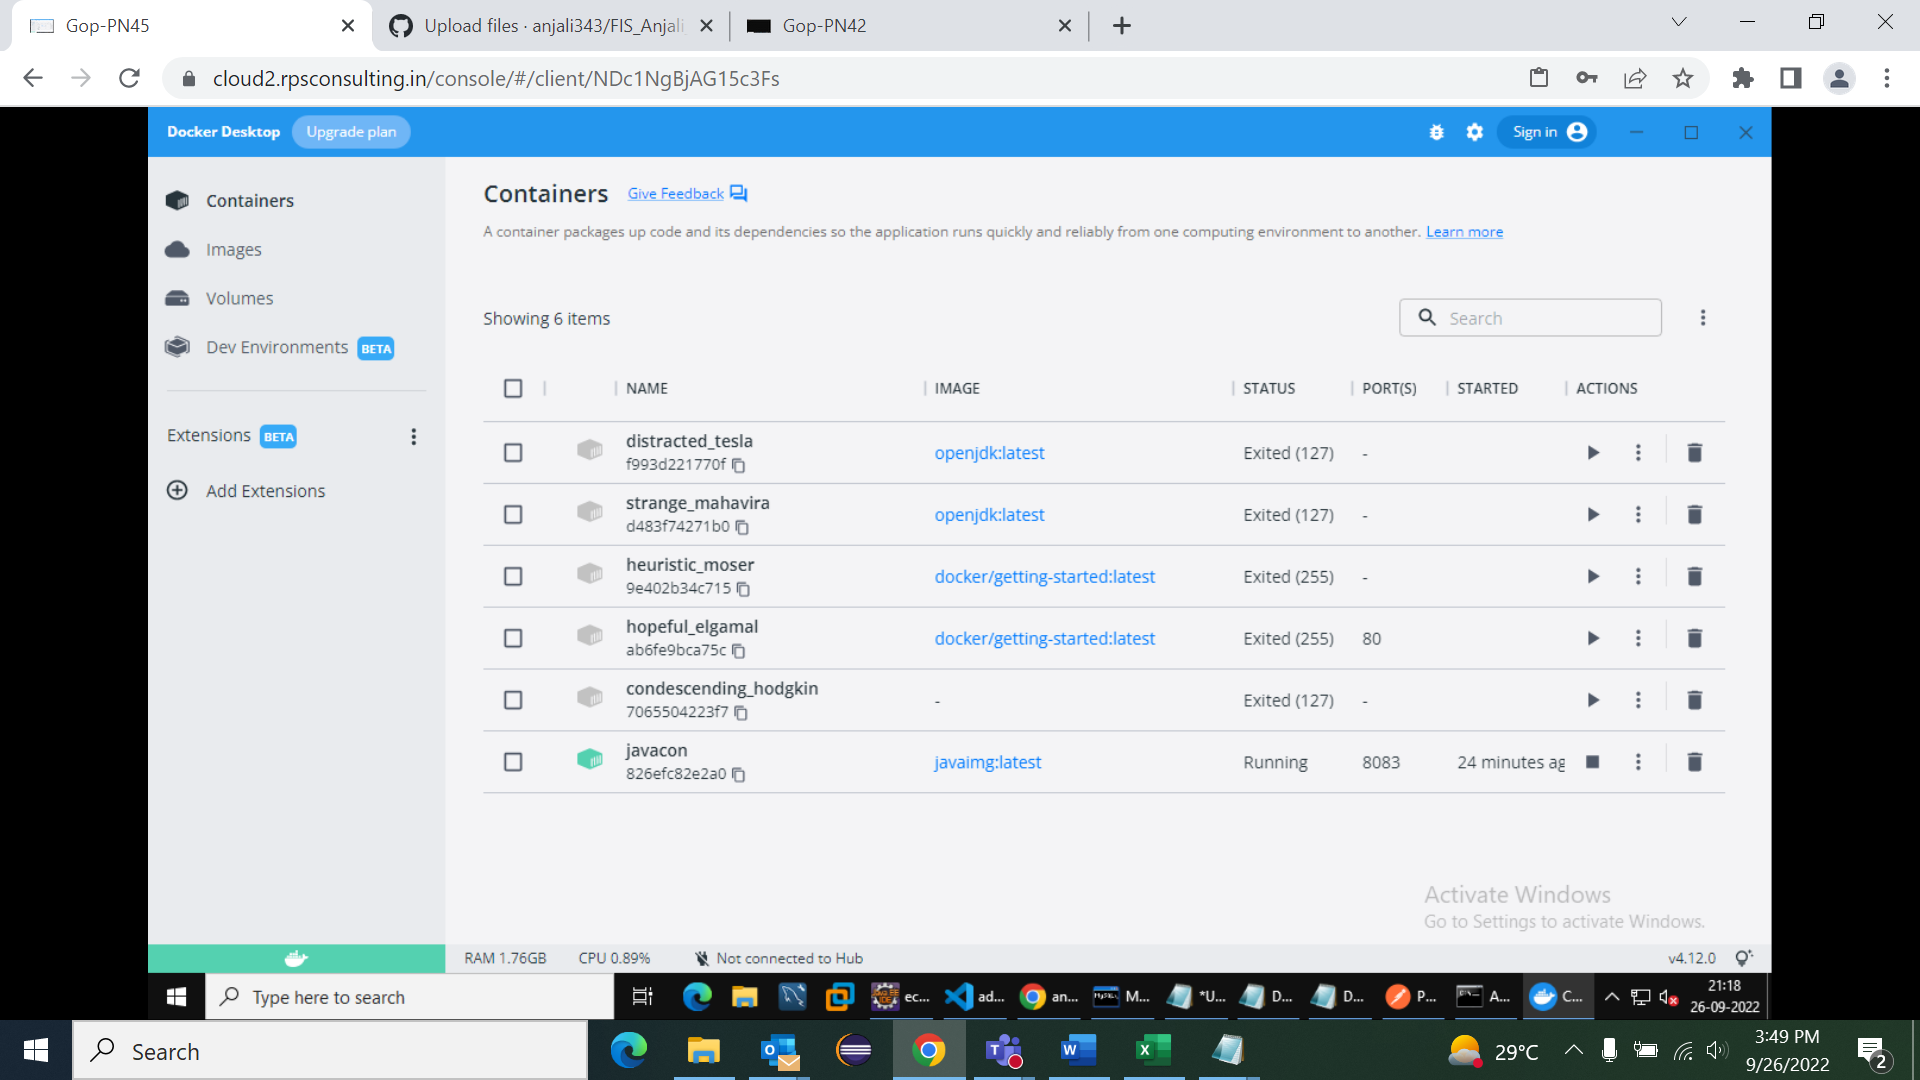 Gop-PN45
Upload files · anjali343/FIS_Anjali
Gop-PN42
cloud2.rpsconsulting.in/console/#/client/NDc1NgBjAG15c3Fs
Docker Desktop
Upgrade plan
Sign in
Containers
Images
Volumes
Dev Environments BETA
Extensions BETA
Add Extensions
Containers Give Feedback
A container packages up code and its dependencies so the application runs quickly and reliably from one computing environment to another. Learn more
Showing 6 items
Search
NAME IMAGE STATUS PORT(S) STARTED ACTIONS
distracted_tesla
f993d221770f
openjdk:latest Exited (127) -
strange_mahavira
d483f74271b0
openjdk:latest Exited (127) -
heuristic_moser
9e402b34c715
docker/getting-started:latest Exited (255) -
hopeful_elgamal
ab6fe9bca75c
docker/getting-started:latest Exited (255) 80
condescending_hodgkin
7065504223f7
- Exited (127) -
javacon
826efc82e2a0
javaimg:latest Running 8083 24 minutes ag
Activate Windows
Go to Settings to activate Windows.
RAM 1.76GB CPU 0.89% Not connected to Hub v4.12.0
Type here to search
ec... ad... an... M... *U... D... D... P... A... C...
21:18
26-09-2022
Search
29°C
3:49 PM
9/26/2022
2